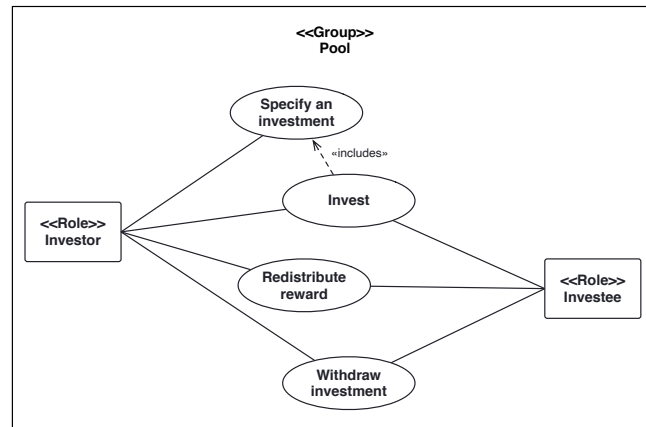 <<Group>>
Pool
Specify an
investment
«includes»
Invest
<<Role>>
Investor
Redistribute
reward
<<Role>>
Investee
Withdraw
investment